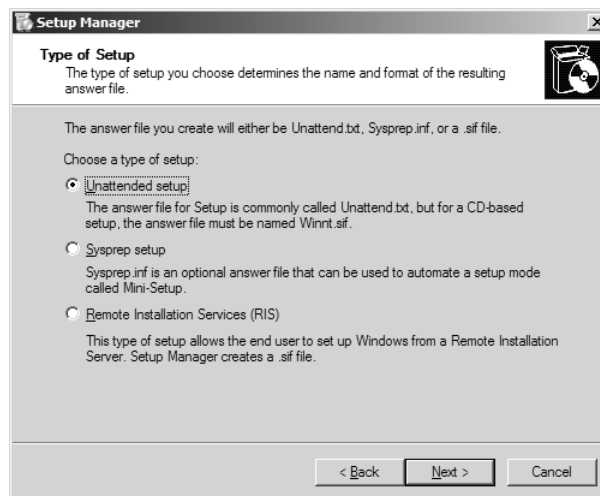 Setup Manager
Type of Setup
The type of setup you choose determines the name and format of the resulting
answer file.
The answer file you create will either be Unattend.txt, Sysprep.inf, or a .sif file.
Choose a type of setup:
Unattended setup
The answer file for Setup is commonly called Unattend.txt, but for a CD-based
setup, the answer file must be named Winnt.sif.
Sysprep setup
Sysprep.inf is an optional answer file that can be used to automate a setup mode
called Mini-Setup.
Remote Installation Services (RIS)
This type of setup allows the end user to set up Windows from a Remote Installation
Server. Setup Manager creates a .sif file.
< Back
Next >
Cancel